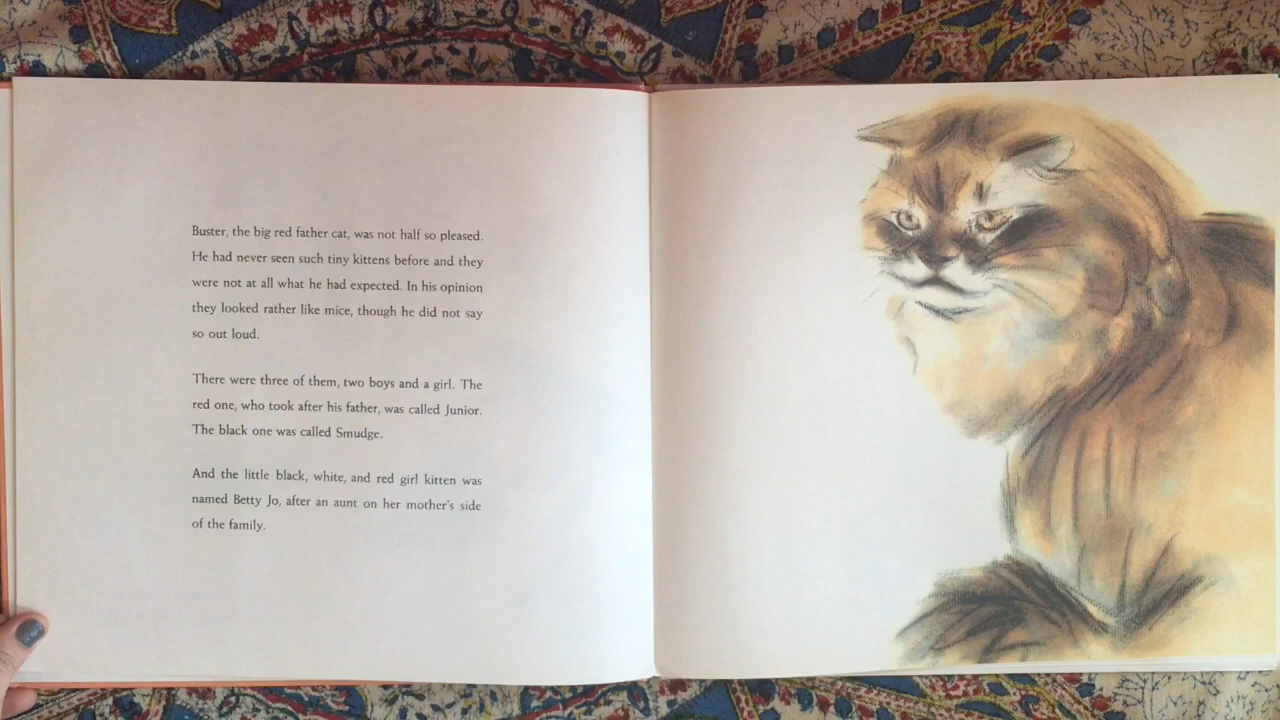 Buster, the big red father cat, was not half so pleased.
He had never seen such tiny kittens before and they
were not at all what he had expected. In his opinion
they looked rather like mice, though he did not say
so out loud.
There were three of them, two boys and a girl. The
red one, who took after his father, was called Junior.
The black one was called Smudge.
And the little black, white, and red girl kitten was
named Betty Jo, after an aunt on her mother's side
of the family.